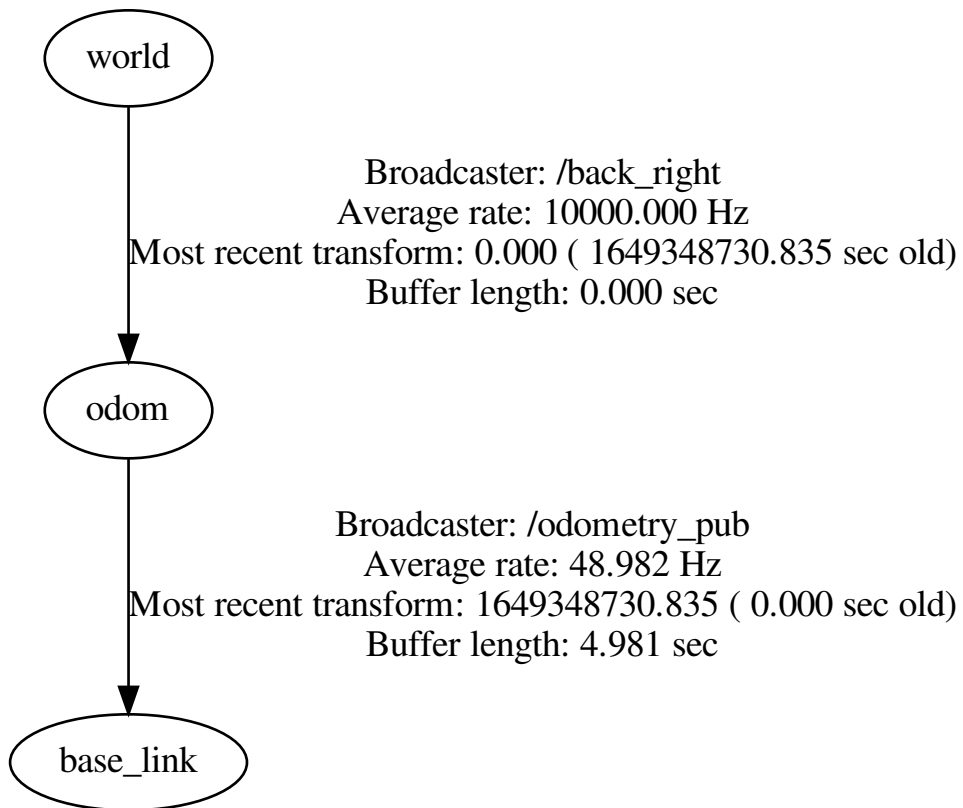 world
Broadcaster: /back_right
Average rate: 10000.000 Hz
Most recent transform: 0.000 ( 1649348730.835 sec old)
Buffer length: 0.000 sec
odom
Broadcaster: /odometry_pub
Average rate: 48.982 Hz
Most recent transform: 1649348730.835 ( 0.000 sec old)
Buffer length: 4.981 sec
base_link